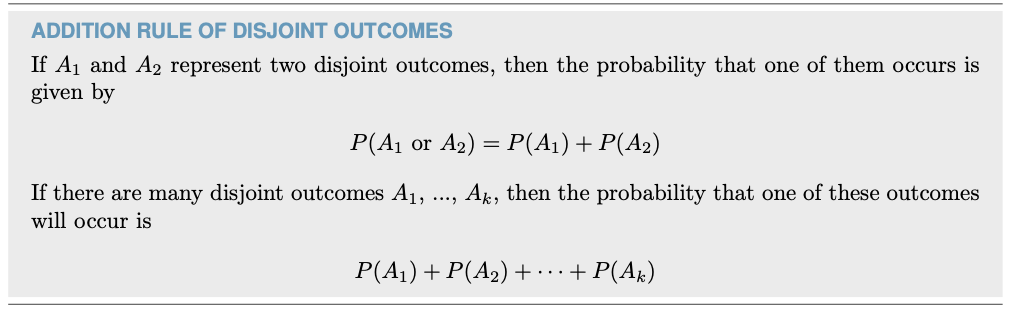 ADDITION RULE OF DISJOINT OUTCOMES
If A₁ and A₂ represent two disjoint outcomes, then the probability that one of them occurs is
given by
P(A₁ or A₂) = P(A₁) + P(A₂)
If there are many disjoint outcomes A₁, ..., Aₖ, then the probability that one of these outcomes
will occur is
P(A₁) + P(A₂) + ⋯ + P(Aₖ)